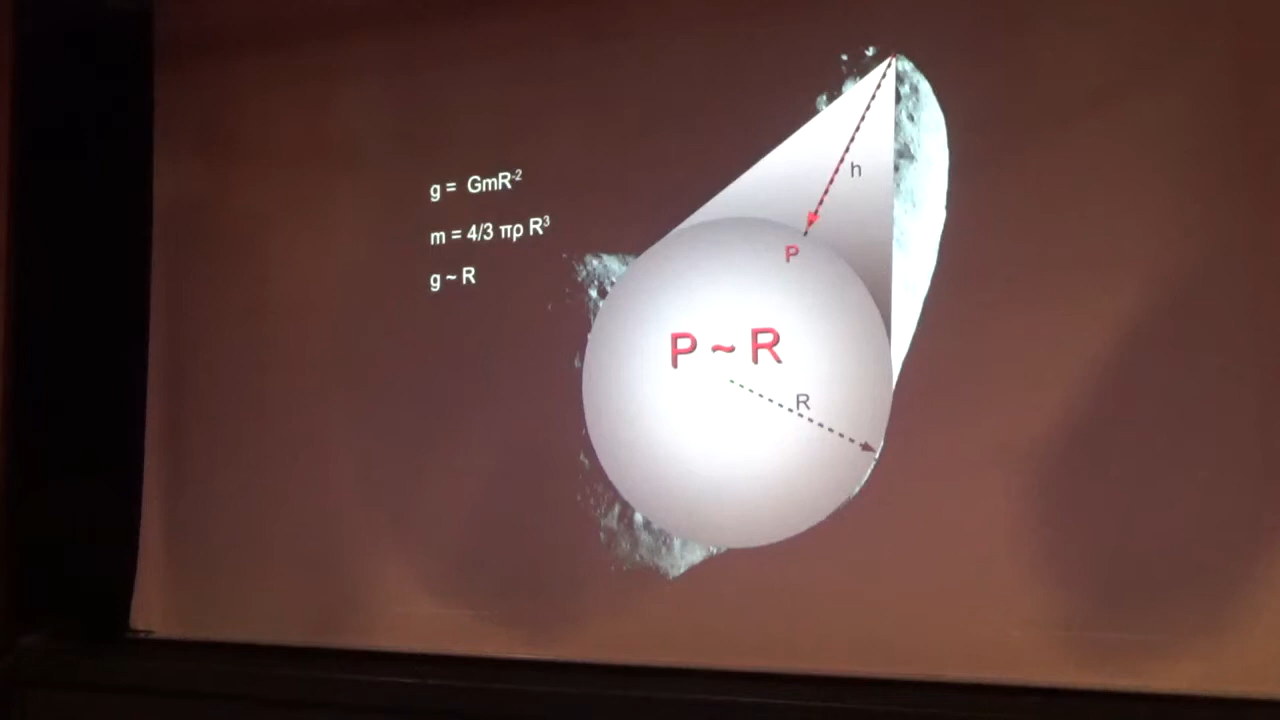 g = GmR⁻²
m = 4/3 πρ R³
g ~ R
h
P
P ~ R
R